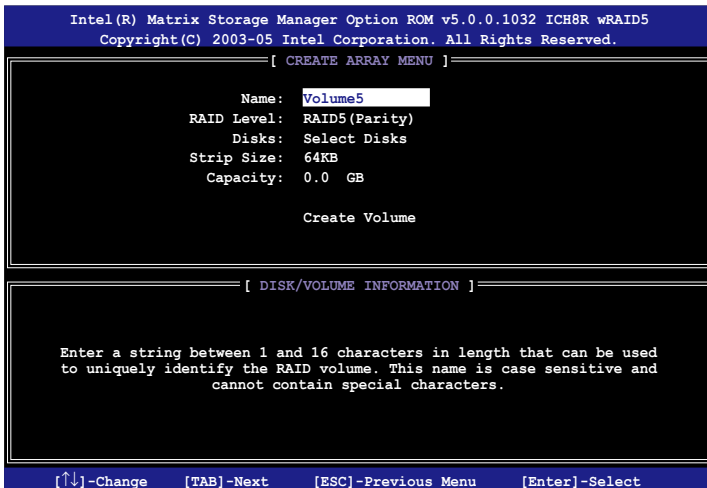 Intel(R) Matrix Storage Manager Option ROM v5.0.0.1032 ICH8R wRAID5
Copyright(C) 2003-05 Intel Corporation. All Rights Reserved.
[ CREATE ARRAY MENU ]
Name: Volume5
RAID Level: RAID5(Parity)
Disks: Select Disks
Strip Size: 64KB
Capacity: 0.0 GB
Create Volume
[ DISK/VOLUME INFORMATION ]
Enter a string between 1 and 16 characters in length that can be used
to uniquely identify the RAID volume. This name is case sensitive and
cannot contain special characters.
[↑↓]-Change [TAB]-Next [ESC]-Previous Menu [Enter]-Select